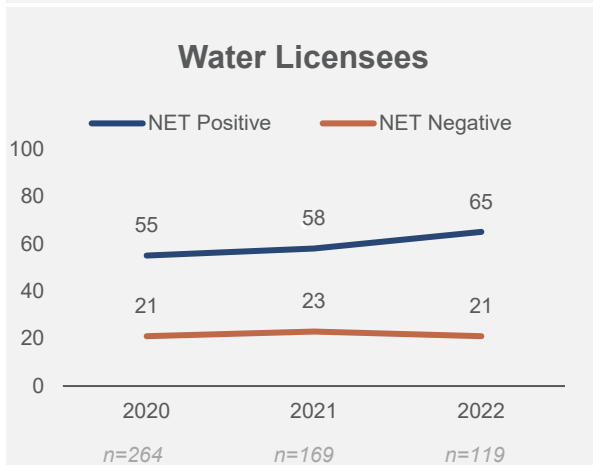 Water Licensees
NET Positive NET Negative
100
80
60
40
20
0
55 58 65
21 23 21
2020 2021 2022
n=264 n=169 n=119